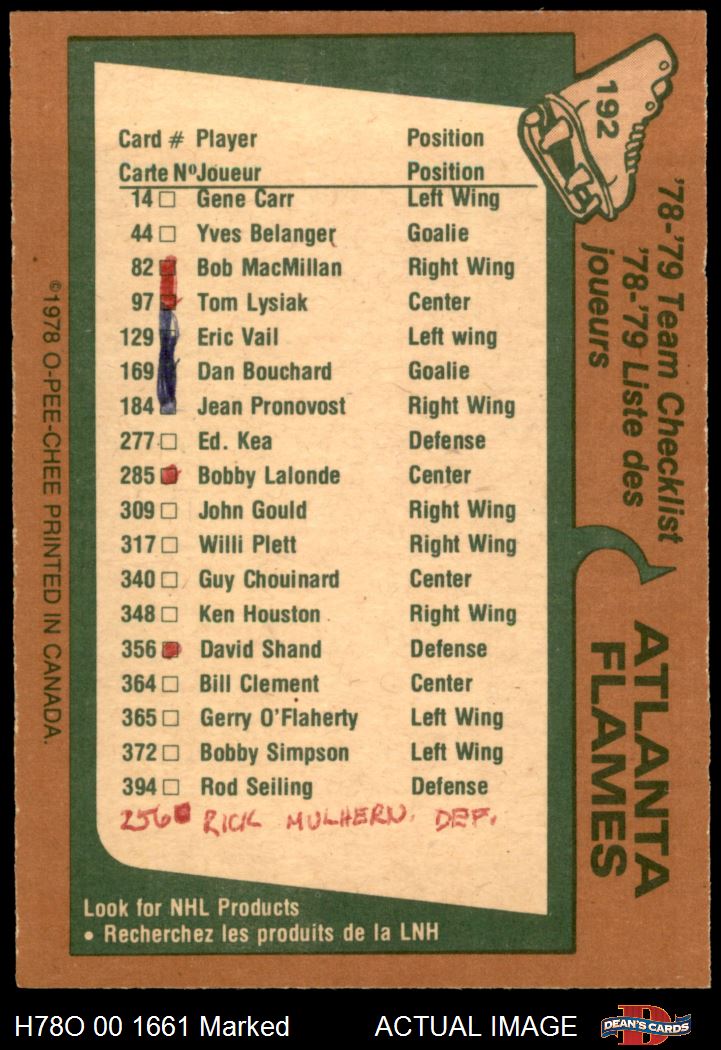 192
'78-'79 Team Checklist
'78-'79 Liste des
joueurs
ATLANTA
FLAMES
Card # Player Position
Carte Nº Joueur Position
14 Gene Carr Left Wing
44 Yves Belanger Goalie
82 Bob MacMillan Right Wing
97 Tom Lysiak Center
129 Eric Vail Left wing
169 Dan Bouchard Goalie
184 Jean Pronovost Right Wing
277 Ed. Kea Defense
285 Bobby Lalonde Center
309 John Gould Right Wing
317 Willi Plett Right Wing
340 Guy Chouinard Center
348 Ken Houston Right Wing
356 David Shand Defense
364 Bill Clement Center
365 Gerry O'Flaherty Left Wing
372 Bobby Simpson Left Wing
394 Rod Seiling Defense
256 RICK MULHERN. DEF.
Look for NHL Products
• Recherchez les produits de la LNH
©1978 O-PEE-CHEE PRINTED IN CANADA.
H78O 00 1661 Marked ACTUAL IMAGE
D
DEAN'S CARDS